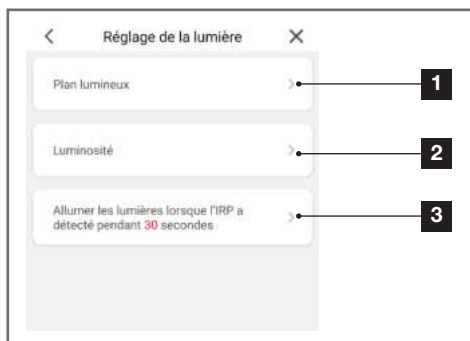 Réglage de la lumière
Plan lumineux
1
Luminosité
2
Allumer les lumières lorsque l'IRP a
détecté pendant 30 secondes
3